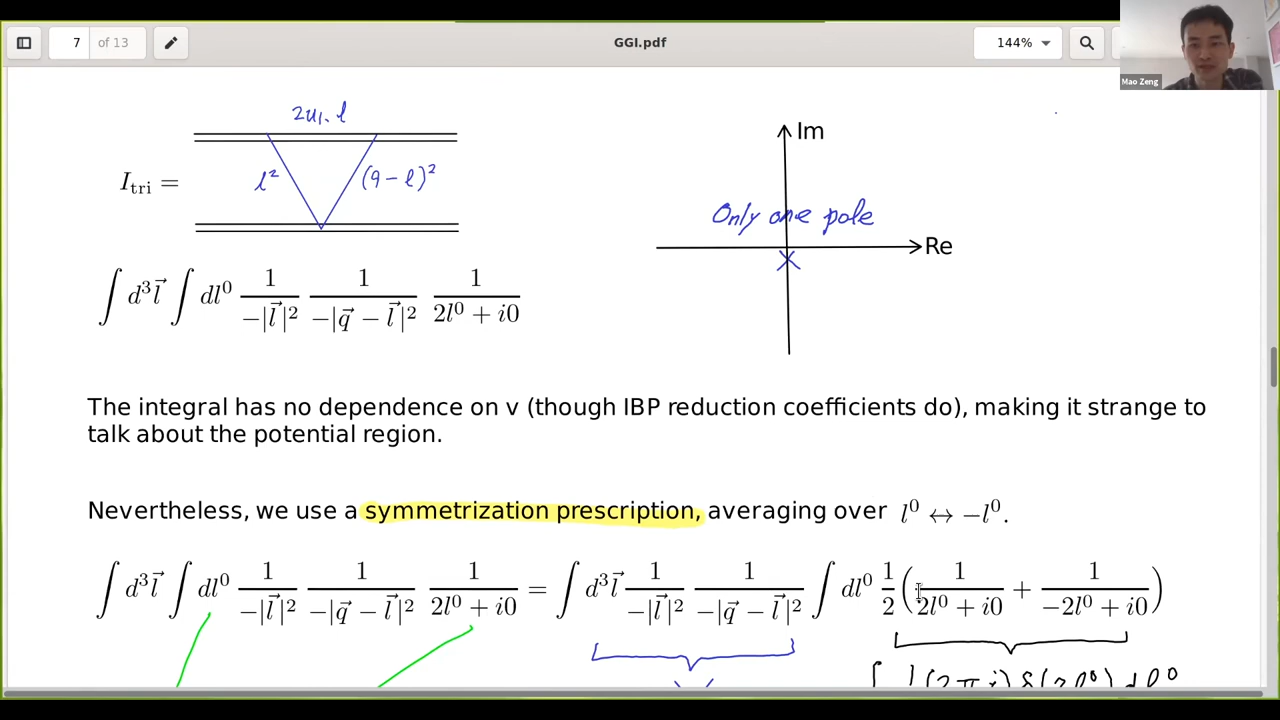 7 of 13 GGI.pdf 144%
Mao Zeng
2u₁. l
Im
I_tri =
l² (q - l)²
Only one pole
Re
∫ d³l⃗ ∫ dl⁰ 1/(-|l⃗|²) 1/(-|q⃗ - l⃗|²) 1/(2l⁰ + i0)
The integral has no dependence on v (though IBP reduction coefficients do), making it strange to
talk about the potential region.
Nevertheless, we use a symmetrization prescription, averaging over l⁰ ↔ -l⁰.
∫ d³l⃗ ∫ dl⁰ 1/(-|l⃗|²) 1/(-|q⃗ - l⃗|²) 1/(2l⁰ + i0) = ∫ d³l⃗ 1/(-|l⃗|²) 1/(-|q⃗ - l⃗|²) ∫ dl⁰ 1/2 (1/(2l⁰ + i0) + 1/(-2l⁰ + i0))